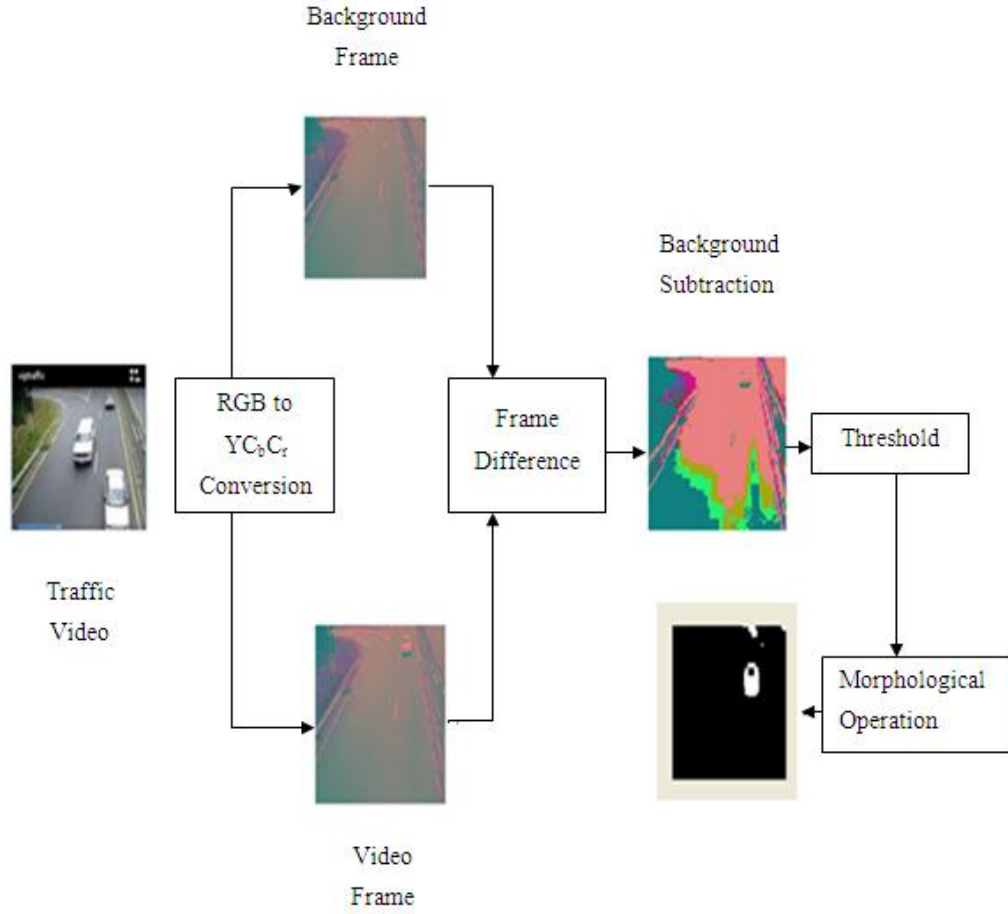 Background
Frame
Background
Subtraction
RGB to
YCbCr
Conversion
Frame
Difference
Threshold
Traffic
Video
Morphological
Operation
Video
Frame